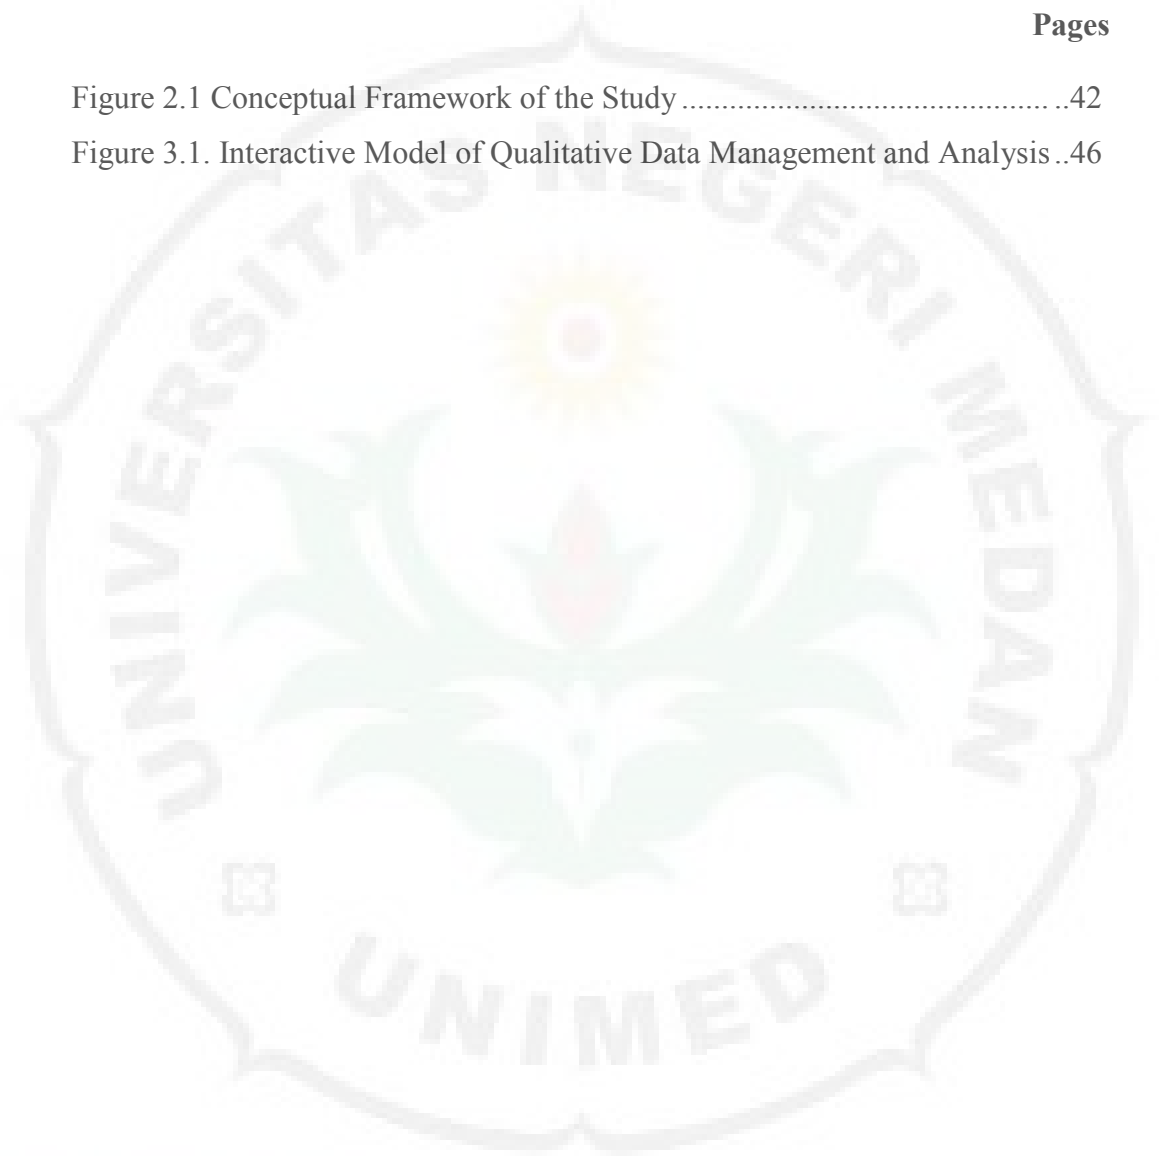 Pages
Figure 2.1 Conceptual Framework of the Study.............................................. ..42
Figure 3.1. Interactive Model of Qualitative Data Management and Analysis..46
UNIVERSITAS NEGERI MEDAN
UNIMED